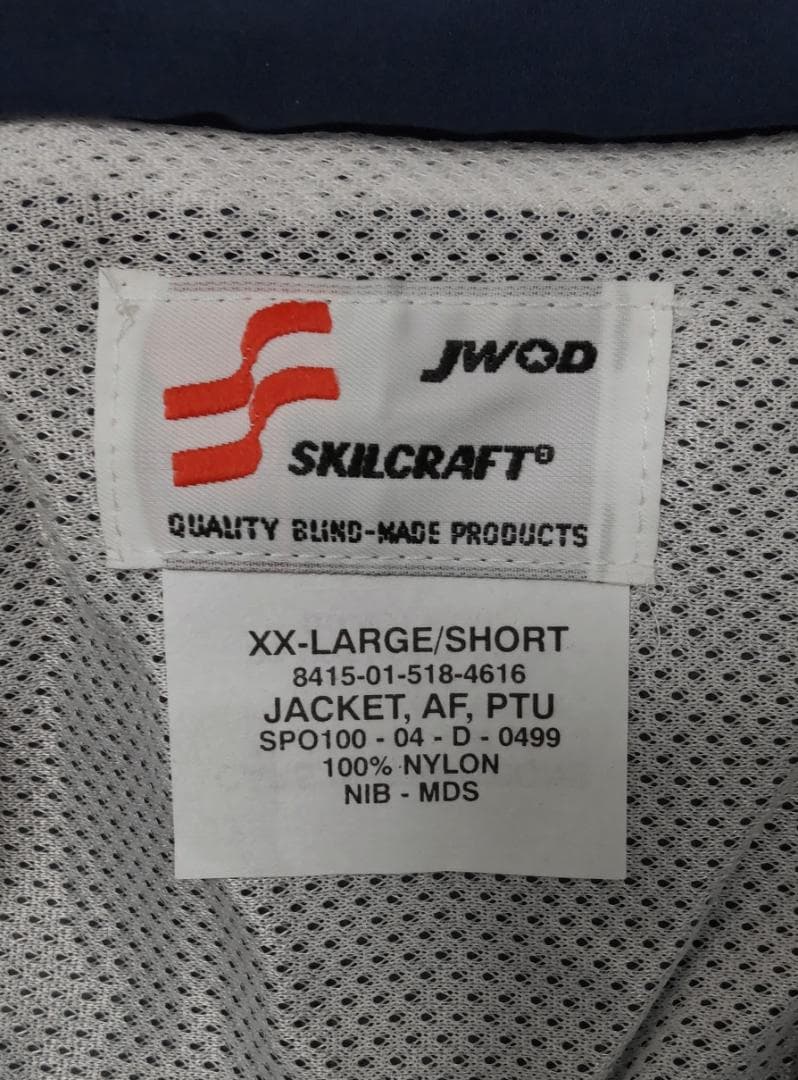 JWOD
SKILCRAFT®
QUALITY BLIND-MADE PRODUCTS
XX-LARGE/SHORT
8415-01-518-4616
JACKET, AF, PTU
SPO100 - 04 - D - 0499
100% NYLON
NIB - MDS